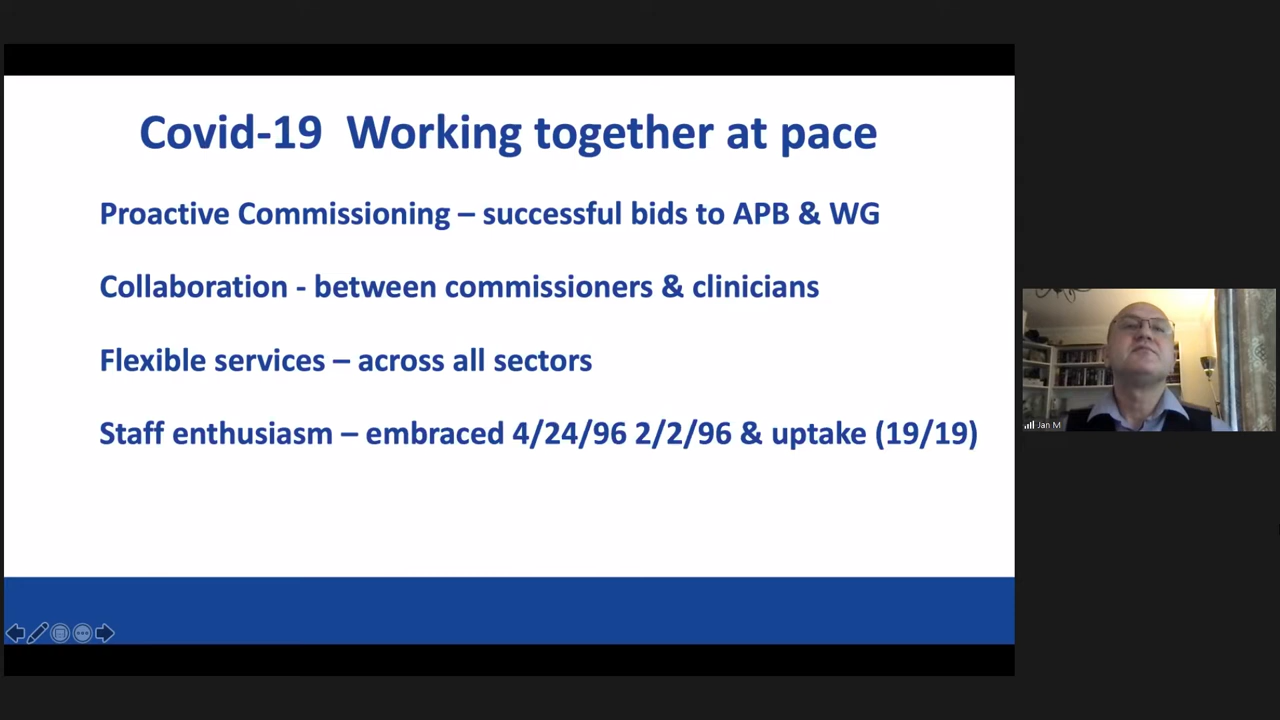 Covid-19 Working together at pace
Proactive Commissioning – successful bids to APB & WG
Collaboration - between commissioners & clinicians
Flexible services – across all sectors
Staff enthusiasm – embraced 4/24/96 2/2/96 & uptake (19/19)
Jan M